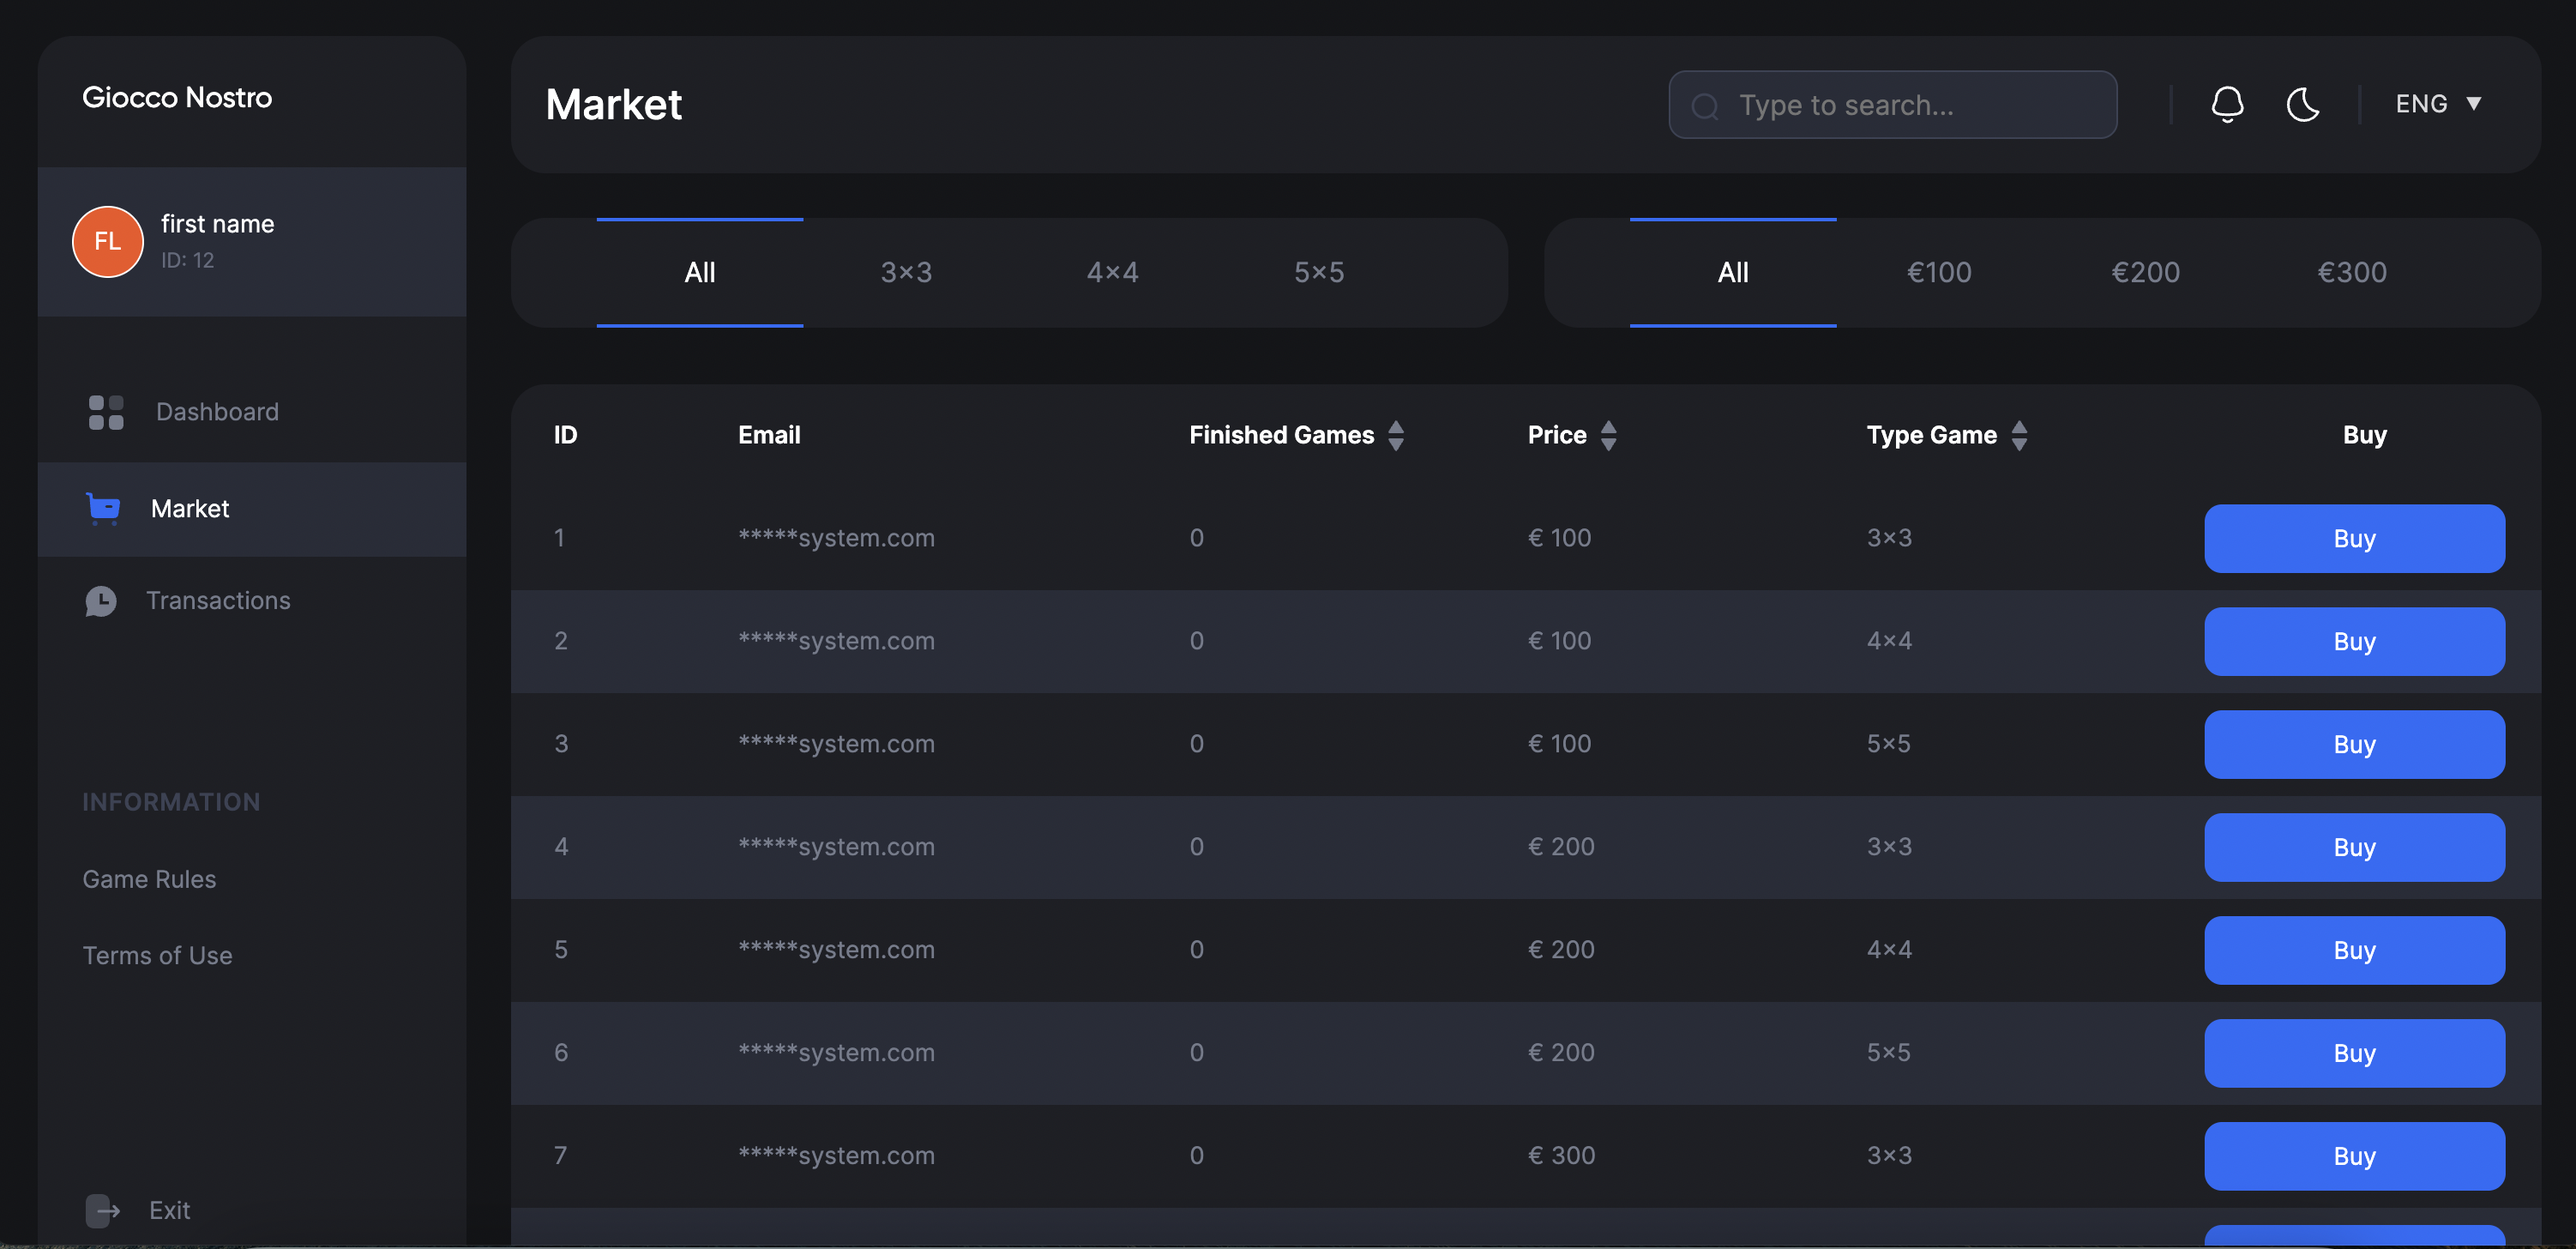 Giocco Nostro
FL
first name
ID: 12
Dashboard
Market
Transactions
INFORMATION
Game Rules
Terms of Use
Exit
Market
Type to search...
ENG ▼
All 3×3 4×4 5×5
All €100 €200 €300
ID Email Finished Games Price Type Game Buy
1 *****system.com 0 € 100 3×3 Buy
2 *****system.com 0 € 100 4×4 Buy
3 *****system.com 0 € 100 5×5 Buy
4 *****system.com 0 € 200 3×3 Buy
5 *****system.com 0 € 200 4×4 Buy
6 *****system.com 0 € 200 5×5 Buy
7 *****system.com 0 € 300 3×3 Buy